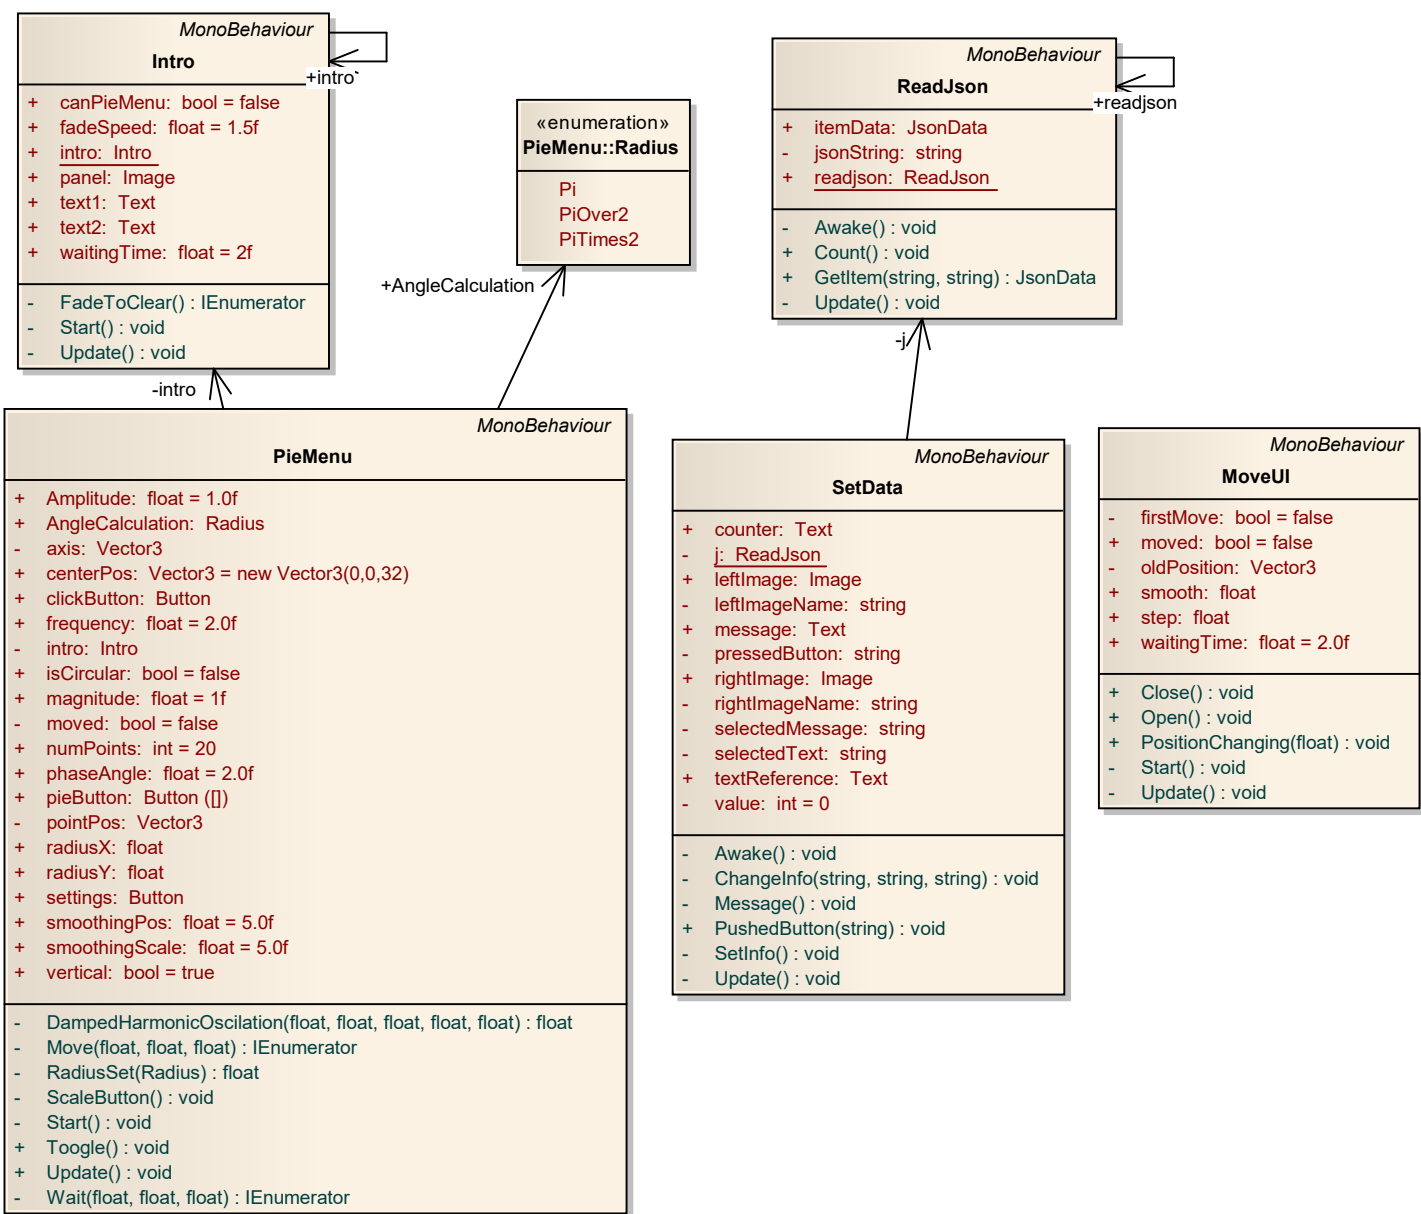 MonoBehaviour
Intro
+ canPieMenu: bool = false
+ fadeSpeed: float = 1.5f
+ intro: Intro
+ panel: Image
+ text1: Text
+ text2: Text
+ waitingTime: float = 2f
- FadeToClear() : IEnumerator
- Start() : void
- Update() : void
+intro
«enumeration»
PieMenu::Radius
Pi
PiOver2
PiTimes2
+AngleCalculation
MonoBehaviour
ReadJson
+ itemData: JsonData
- jsonString: string
+ readjson: ReadJson
- Awake() : void
+ Count() : void
+ GetItem(string, string) : JsonData
- Update() : void
+readjson
-j
-intro
MonoBehaviour
PieMenu
+ Amplitude: float = 1.0f
+ AngleCalculation: Radius
- axis: Vector3
+ centerPos: Vector3 = new Vector3(0,0,32)
+ clickButton: Button
+ frequency: float = 2.0f
- intro: Intro
+ isCircular: bool = false
+ magnitude: float = 1f
- moved: bool = false
+ numPoints: int = 20
+ phaseAngle: float = 2.0f
+ pieButton: Button ([])
- pointPos: Vector3
+ radiusX: float
+ radiusY: float
+ settings: Button
+ smoothingPos: float = 5.0f
+ smoothingScale: float = 5.0f
+ vertical: bool = true
- DampedHarmonicOscilation(float, float, float, float, float) : float
- Move(float, float, float) : IEnumerator
- RadiusSet(Radius) : float
- ScaleButton() : void
- Start() : void
+ Toogle() : void
+ Update() : void
- Wait(float, float, float) : IEnumerator
MonoBehaviour
SetData
+ counter: Text
- j: ReadJson
+ leftImage: Image
- leftImageName: string
+ message: Text
- pressedButton: string
+ rightImage: Image
- rightImageName: string
- selectedMessage: string
- selectedText: string
+ textReference: Text
- value: int = 0
- Awake() : void
- ChangeInfo(string, string, string) : void
- Message() : void
+ PushedButton(string) : void
- SetInfo() : void
- Update() : void
MonoBehaviour
MoveUI
- firstMove: bool = false
+ moved: bool = false
- oldPosition: Vector3
+ smooth: float
+ step: float
+ waitingTime: float = 2.0f
+ Close() : void
+ Open() : void
+ PositionChanging(float) : void
- Start() : void
- Update() : void